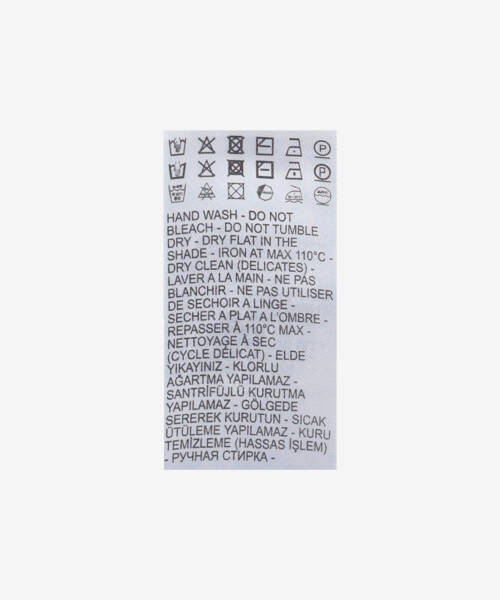 HAND WASH - DO NOT
BLEACH - DO NOT TUMBLE
DRY - DRY FLAT IN THE
SHADE - IRON AT MAX 110°C -
DRY CLEAN (DELICATES) -
LAVER A LA MAIN - NE PAS
BLANCHIR - NE PAS UTILISER
DE SECHOIR A LINGE -
SECHER A PLAT A L'OMBRE -
REPASSER À 110°C MAX -
NETTOYAGE À SEC
(CYCLE DÉLICAT) - ELDE
YIKAYINIZ - KLORLU
AĞARTMA YAPILAMAZ -
SANTRİFÜJLÜ KURUTMA
YAPILAMAZ - GÖLGEDE
SEREREK KURUTUN - SICAK
ÜTÜLEME YAPILAMAZ - KURU
TEMİZLEME (HASSAS İŞLEM)
- РУЧНАЯ СТИРКА -